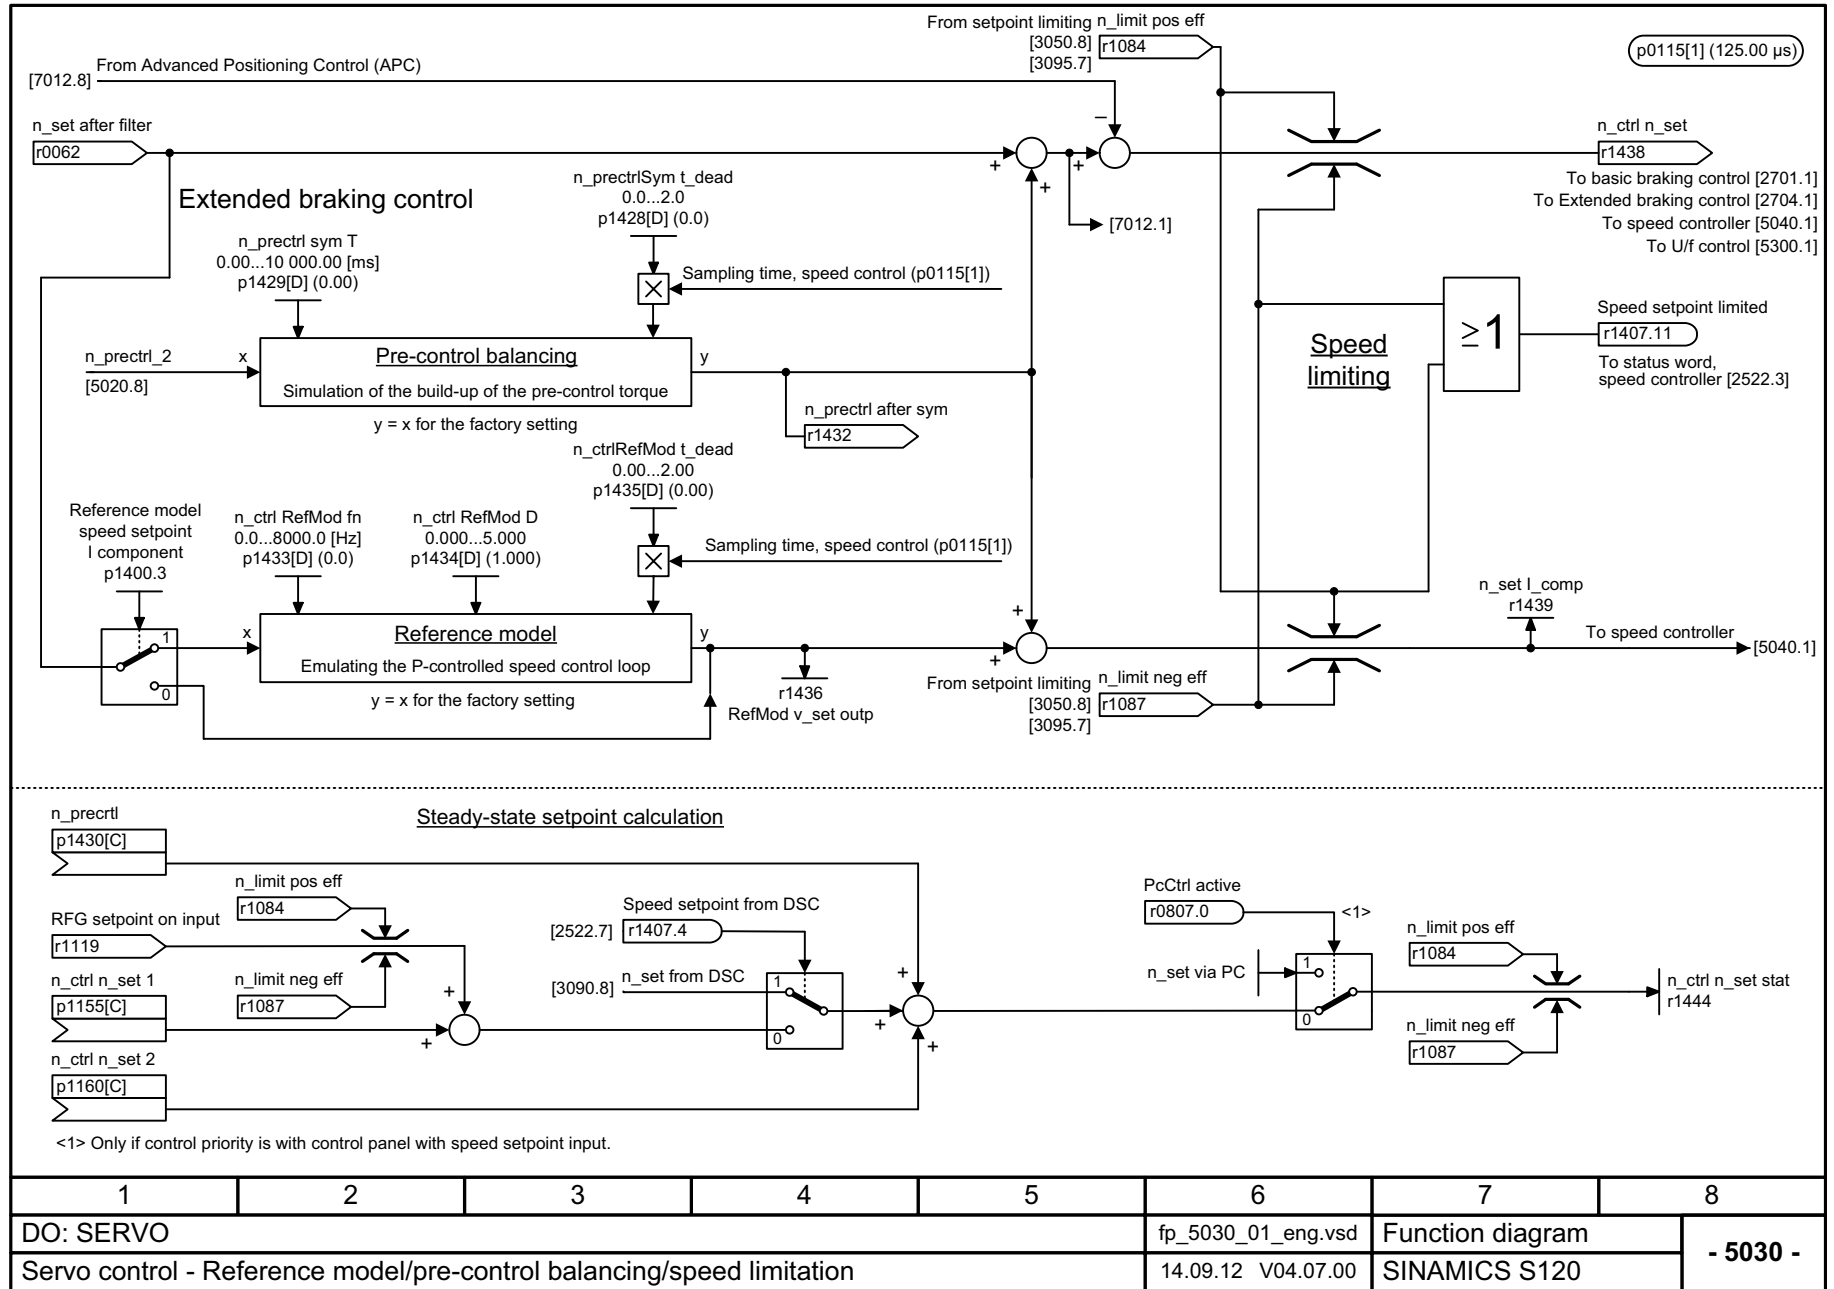 From setpoint limiting
[3050.8]
[3095.7]
n_limit pos eff
r1084
p0115[1] (125.00 µs)
From Advanced Positioning Control (APC)
[7012.8]
n_set after filter
r0062
–
+
+
+
n_ctrl n_set
r1438
To basic braking control [2701.1]
To Extended braking control [2704.1]
To speed controller [5040.1]
To U/f control [5300.1]
Extended braking control
n_prectrlSym t_dead
0.0...2.0
p1428[D] (0.0)
[7012.1]
n_prectrl sym T
0.00...10 000.00 [ms]
p1429[D] (0.00)
Sampling time, speed control (p0115[1])
n_prectrl_2
[5020.8]
x
Pre-control balancing
Simulation of the build-up of the pre-control torque
y
y = x for the factory setting
n_prectrl after sym
r1432
Speed
limiting
≥1
Speed setpoint limited
r1407.11
To status word,
speed controller [2522.3]
n_ctrlRefMod t_dead
0.00...2.00
p1435[D] (0.00)
Reference model
speed setpoint
I component
p1400.3
n_ctrl RefMod fn
0.0...8000.0 [Hz]
p1433[D] (0.0)
n_ctrl RefMod D
0.000...5.000
p1434[D] (1.000)
Sampling time, speed control (p0115[1])
1
0
x
Reference model
Emulating the P-controlled speed control loop
y
y = x for the factory setting
r1436
RefMod v_set outp
+
+
n_set I_comp
r1439
To speed controller
[5040.1]
From setpoint limiting
[3050.8]
[3095.7]
n_limit neg eff
r1087
Steady-state setpoint calculation
n_precrtl
p1430[C]
n_limit pos eff
r1084
RFG setpoint on input
r1119
n_ctrl n_set 1
p1155[C]
n_limit neg eff
r1087
+
+
n_ctrl n_set 2
p1160[C]
Speed setpoint from DSC
[2522.7]
r1407.4
n_set from DSC
[3090.8]
1
0
+
+
+
PcCtrl active
r0807.0
<1>
n_set via PC
1
0
n_limit pos eff
r1084
n_limit neg eff
r1087
n_ctrl n_set stat
r1444
<1> Only if control priority is with control panel with speed setpoint input.
1 2 3 4 5 6 7 8
DO: SERVO
fp_5030_01_eng.vsd
Function diagram
- 5030 -
Servo control - Reference model/pre-control balancing/speed limitation
14.09.12 V04.07.00
SINAMICS S120